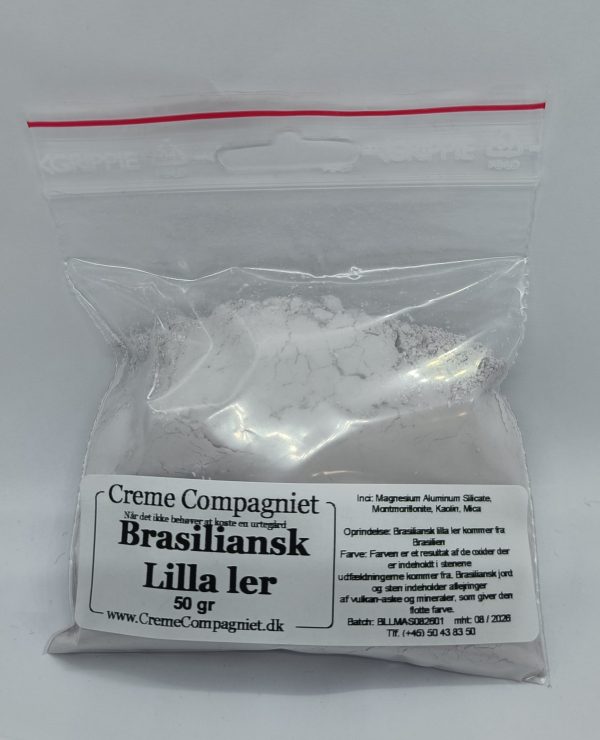 GRIPPIE
GRIPPIE
Creme Compagniet
Når det ikke behøver at koste en urtegård
Brasiliansk
Lilla ler
50 gr
www.CremeCompagniet.dk
Inci: Magnesium Aluminum Silicate,
Montmorillonite, Kaolin, Mica
Oprindelse: Brasiliansk lilla ler kommer fra
Brasilien
Farve: Farven er et resultat af de oxider der
er indeholdt i stenene
udfældningerne kommer fra. Brasiliansk jord
og sten indeholder aflejringer
af vulkan-aske og mineraler, som giver den
flotte farve.
Batch: BLLMAS082601 mht: 08 / 2026
Tlf. (+45) 50 43 83 50